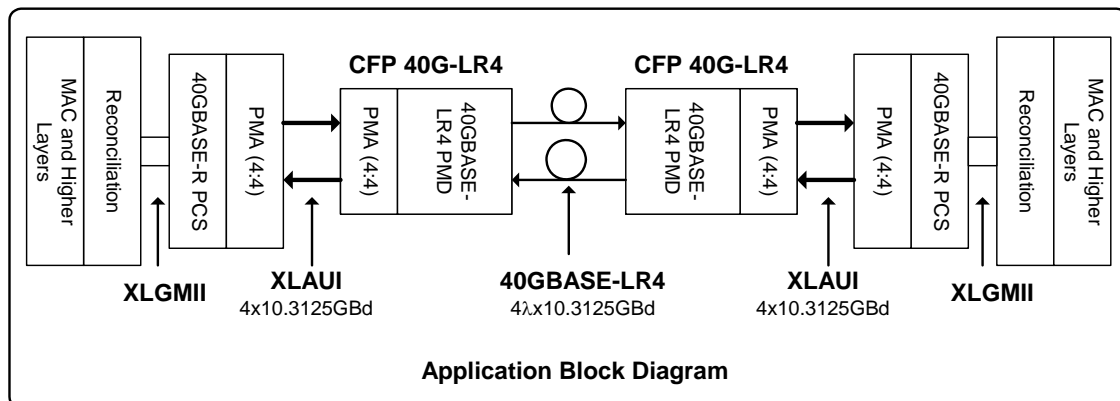 CFP 40G-LR4
CFP 40G-LR4
MAC and Higher
Layers
Reconciliation
40GBASE-R PCS
PMA (4:4)
PMA (4:4)
40GBASE-
LR4 PMD
40GBASE-
LR4 PMD
PMA (4:4)
PMA (4:4)
40GBASE-R PCS
Reconciliation
MAC and Higher
Layers
XLGMII
XLAUI
4x10.3125GBd
40GBASE-LR4
4λx10.3125GBd
XLAUI
4x10.3125GBd
XLGMII
Application Block Diagram